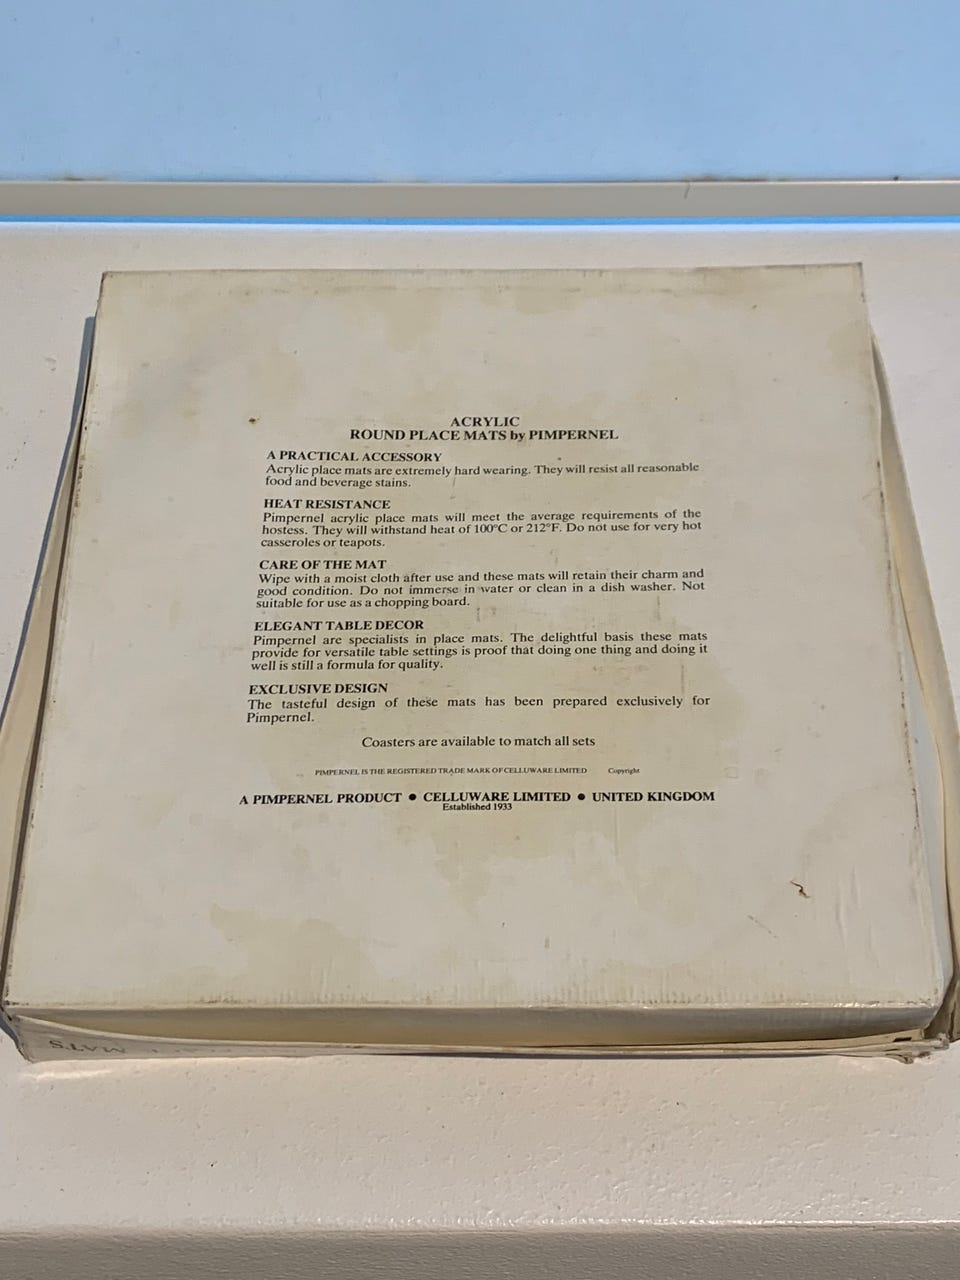 ACRYLIC
ROUND PLACE MATS by PIMPERNEL
A PRACTICAL ACCESSORY
Acrylic place mats are extremely hard wearing. They will resist all reasonable
food and beverage stains.
HEAT RESISTANCE
Pimpernel acrylic place mats will meet the average requirements of the
hostess. They will withstand heat of 100°C or 212°F. Do not use for very hot
casseroles or teapots.
CARE OF THE MAT
Wipe with a moist cloth after use and these mats will retain their charm and
good condition. Do not immerse in water or clean in a dish washer. Not
suitable for use as a chopping board.
ELEGANT TABLE DECOR
Pimpernel are specialists in place mats. The delightful basis these mats
provide for versatile table settings is proof that doing one thing and doing it
well is still a formula for quality.
EXCLUSIVE DESIGN
The tasteful design of these mats has been prepared exclusively for
Pimpernel.
Coasters are available to match all sets
PIMPERNEL IS THE REGISTERED TRADE MARK OF CELLUWARE LIMITED Copyright
A PIMPERNEL PRODUCT ● CELLUWARE LIMITED ● UNITED KINGDOM
Established 1933
MATS